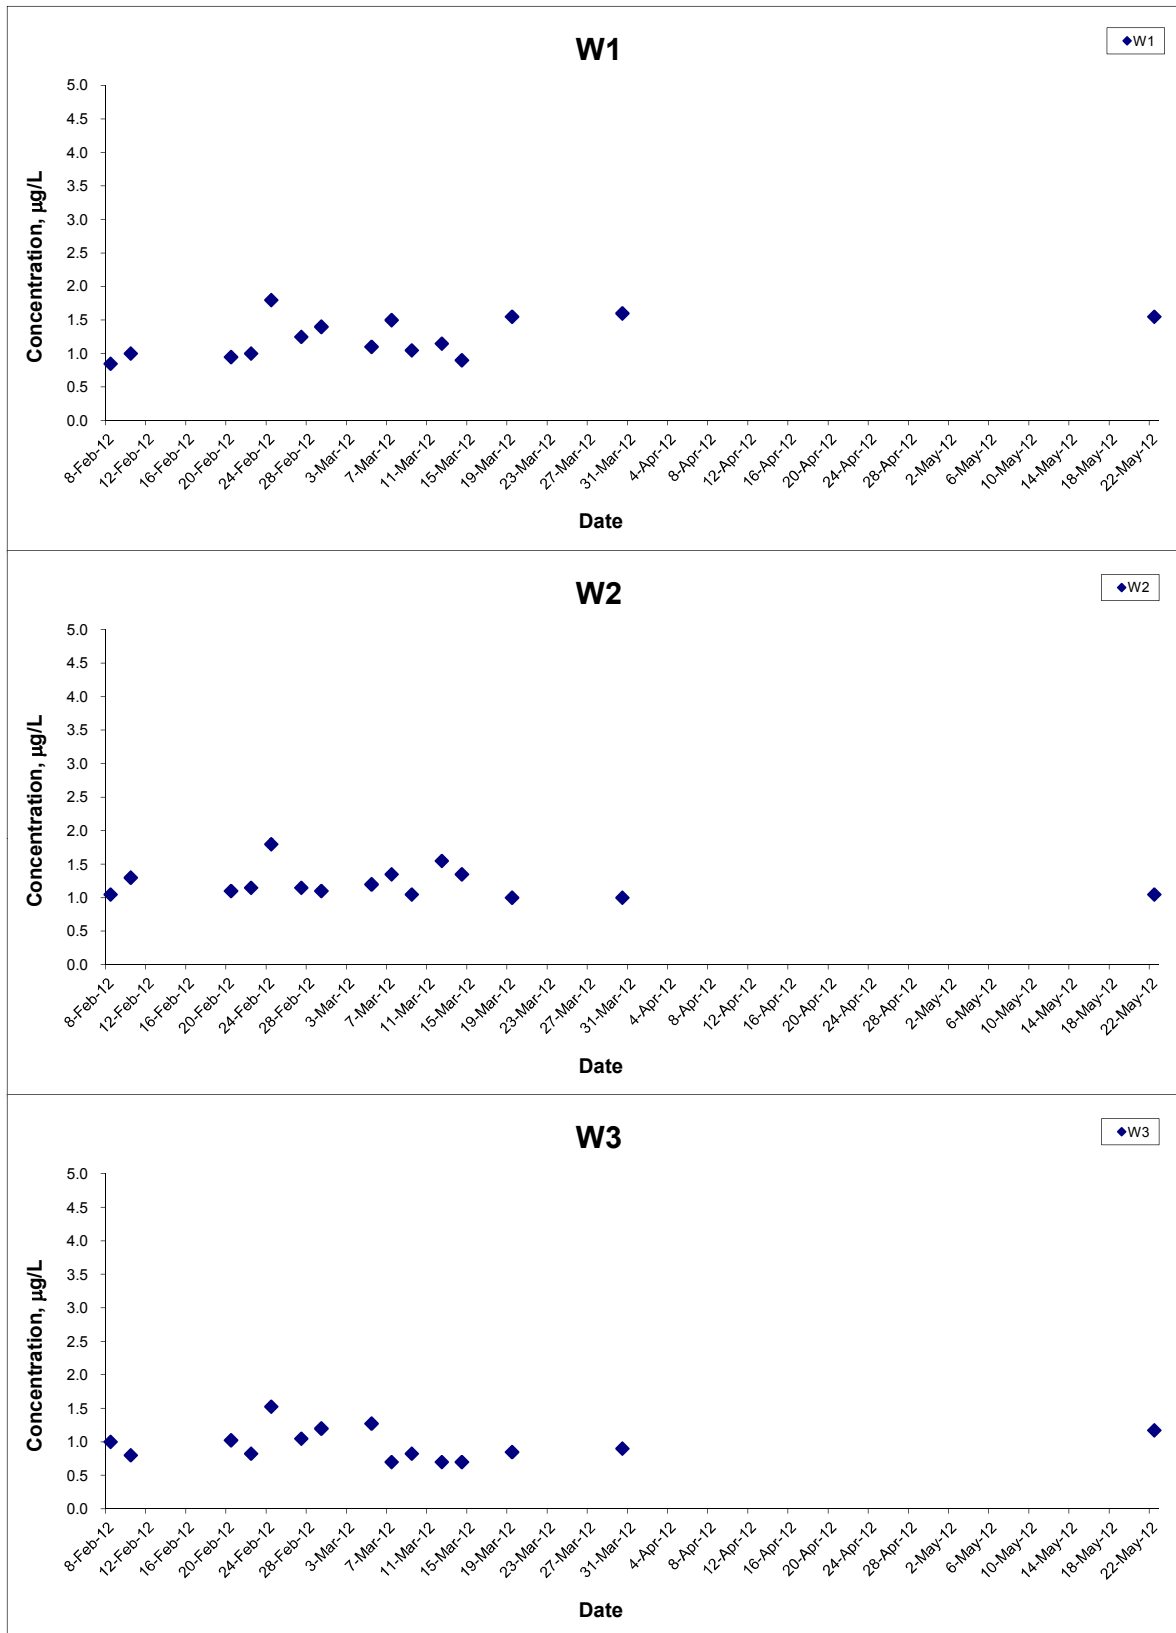 W1
W1
5.0
4.5
4.0
3.5
3.0
2.5
2.0
1.5
1.0
0.5
0.0
Concentration, µg/L
8-Feb-12 12-Feb-12 16-Feb-12 20-Feb-12 24-Feb-12 28-Feb-12 3-Mar-12 7-Mar-12 11-Mar-12 15-Mar-12 19-Mar-12 23-Mar-12 27-Mar-12 31-Mar-12 4-Apr-12 8-Apr-12 12-Apr-12 16-Apr-12 20-Apr-12 24-Apr-12 28-Apr-12 2-May-12 6-May-12 10-May-12 14-May-12 18-May-12 22-May-12
Date
W2
W2
5.0
4.5
4.0
3.5
3.0
2.5
2.0
1.5
1.0
0.5
0.0
Concentration, µg/L
8-Feb-12 12-Feb-12 16-Feb-12 20-Feb-12 24-Feb-12 28-Feb-12 3-Mar-12 7-Mar-12 11-Mar-12 15-Mar-12 19-Mar-12 23-Mar-12 27-Mar-12 31-Mar-12 4-Apr-12 8-Apr-12 12-Apr-12 16-Apr-12 20-Apr-12 24-Apr-12 28-Apr-12 2-May-12 6-May-12 10-May-12 14-May-12 18-May-12 22-May-12
Date
W3
W3
5.0
4.5
4.0
3.5
3.0
2.5
2.0
1.5
1.0
0.5
0.0
Concentration, µg/L
8-Feb-12 12-Feb-12 16-Feb-12 20-Feb-12 24-Feb-12 28-Feb-12 3-Mar-12 7-Mar-12 11-Mar-12 15-Mar-12 19-Mar-12 23-Mar-12 27-Mar-12 31-Mar-12 4-Apr-12 8-Apr-12 12-Apr-12 16-Apr-12 20-Apr-12 24-Apr-12 28-Apr-12 2-May-12 6-May-12 10-May-12 14-May-12 18-May-12 22-May-12
Date